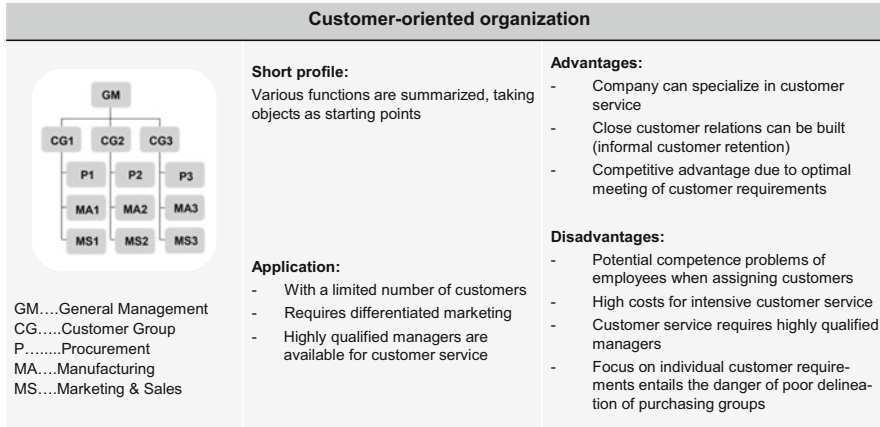 Customer-oriented organization
GM
CG1 CG2 CG3
P1 P2 P3
MA1 MA2 MA3
MS1 MS2 MS3
GM….General Management
CG…..Customer Group
P…......Procurement
MA….Manufacturing
MS….Marketing & Sales
Short profile:
Various functions are summarized, taking
objects as starting points
Application:
- With a limited number of customers
- Requires differentiated marketing
- Highly qualified managers are
available for customer service
Advantages:
- Company can specialize in customer
service
- Close customer relations can be built
(informal customer retention)
- Competitive advantage due to optimal
meeting of customer requirements
Disadvantages:
- Potential competence problems of
employees when assigning customers
- High costs for intensive customer service
- Customer service requires highly qualified
managers
- Focus on individual customer require-
ments entails the danger of poor delinea-
tion of purchasing groups